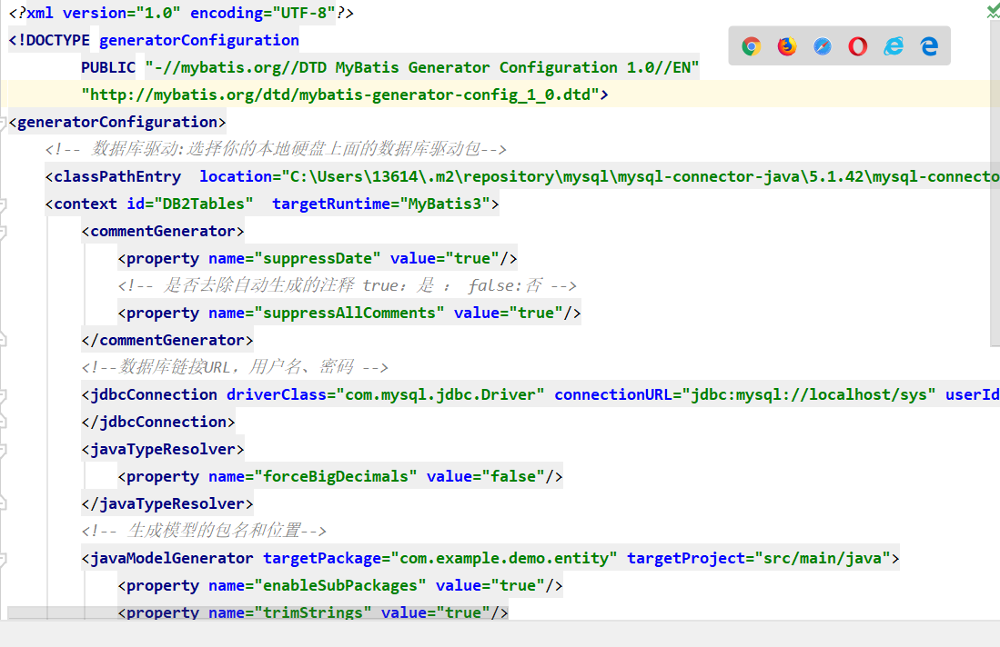 <?xml version="1.0" encoding="UTF-8"?>
<!DOCTYPE generatorConfiguration
PUBLIC "-//mybatis.org//DTD MyBatis Generator Configuration 1.0//EN"
"http://mybatis.org/dtd/mybatis-generator-config_1_0.dtd">
<generatorConfiguration>
<!-- 数据库驱动:选择你的本地硬盘上面的数据库驱动包-->
<classPathEntry  location="C:\Users\13614\.m2\repository\mysql\mysql-connector-java\5.1.42\mysql-connecto
<context id="DB2Tables"  targetRuntime="MyBatis3">
<commentGenerator>
<property name="suppressDate" value="true"/>
<!-- 是否去除自动生成的注释 true：是 ： false:否 -->
<property name="suppressAllComments" value="true"/>
</commentGenerator>
<!--数据库链接URL，用户名、密码 -->
<jdbcConnection driverClass="com.mysql.jdbc.Driver" connectionURL="jdbc:mysql://localhost/sys" userId
</jdbcConnection>
<javaTypeResolver>
<property name="forceBigDecimals" value="false"/>
</javaTypeResolver>
<!-- 生成模型的包名和位置-->
<javaModelGenerator targetPackage="com.example.demo.entity" targetProject="src/main/java">
<property name="enableSubPackages" value="true"/>
<property name="trimStrings" value="true"/>